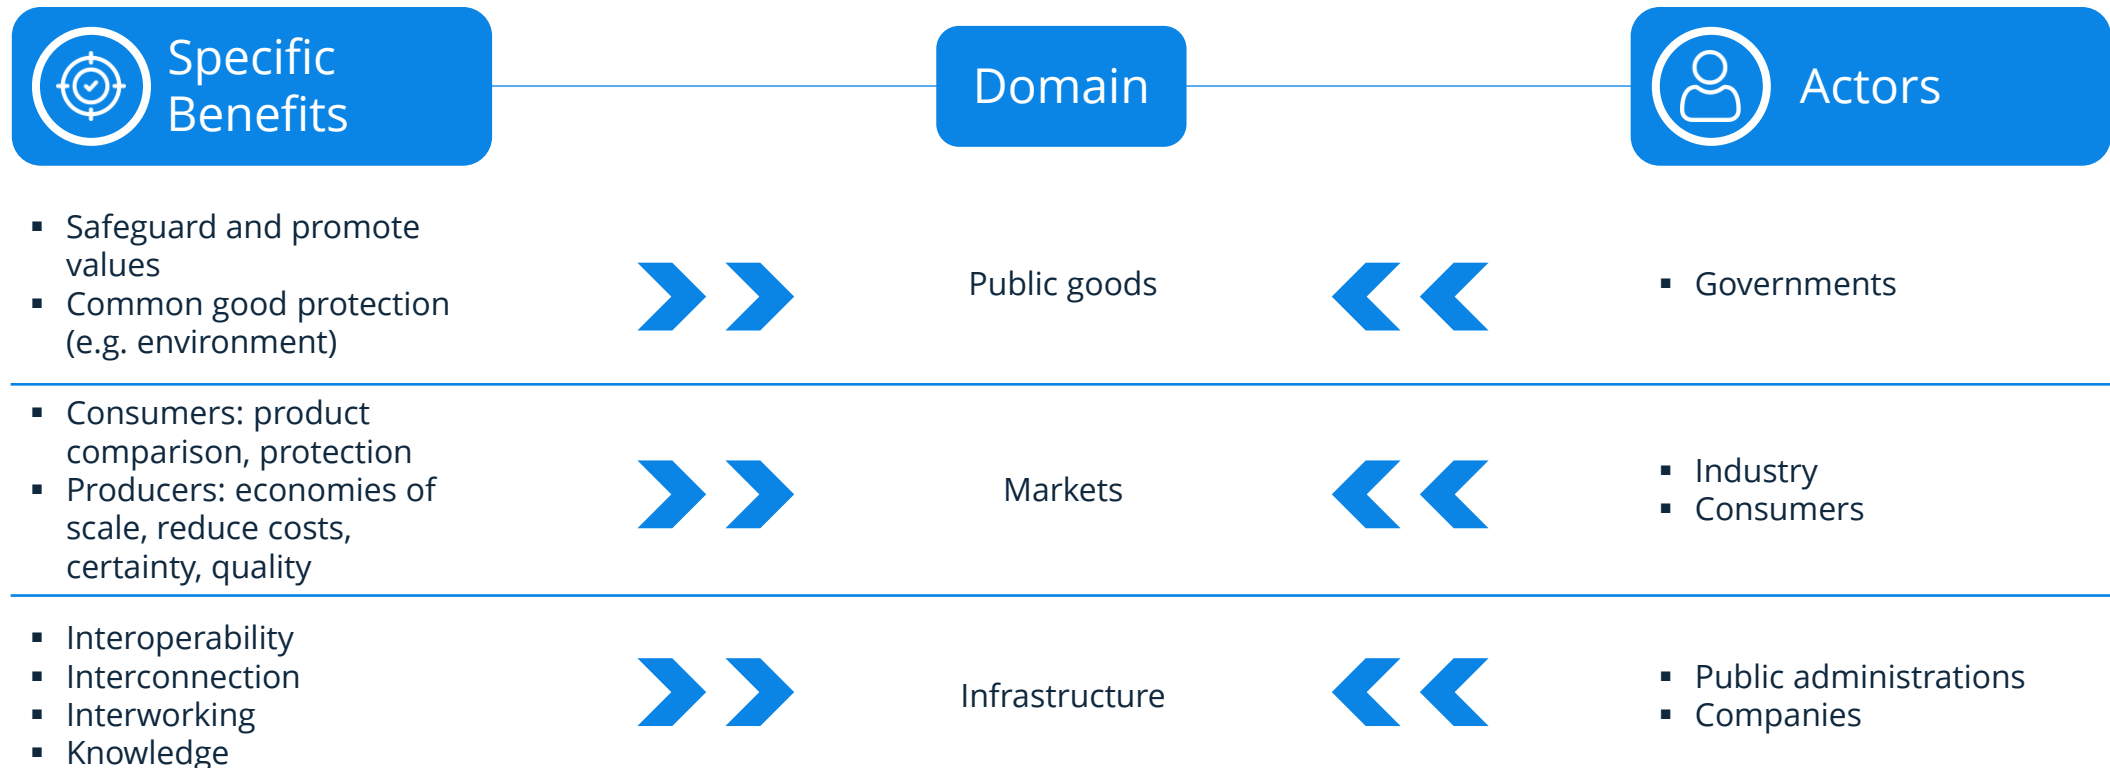 Specific
Benefits
Domain
Actors
▪ Safeguard and promote
values
▪ Common good protection
(e.g. environment)
Public goods
▪ Governments
▪ Consumers: product
comparison, protection
▪ Producers: economies of
scale, reduce costs,
certainty, quality
Markets
▪ Industry
▪ Consumers
▪ Interoperability
▪ Interconnection
▪ Interworking
▪ Knowledge
Infrastructure
▪ Public administrations
▪ Companies